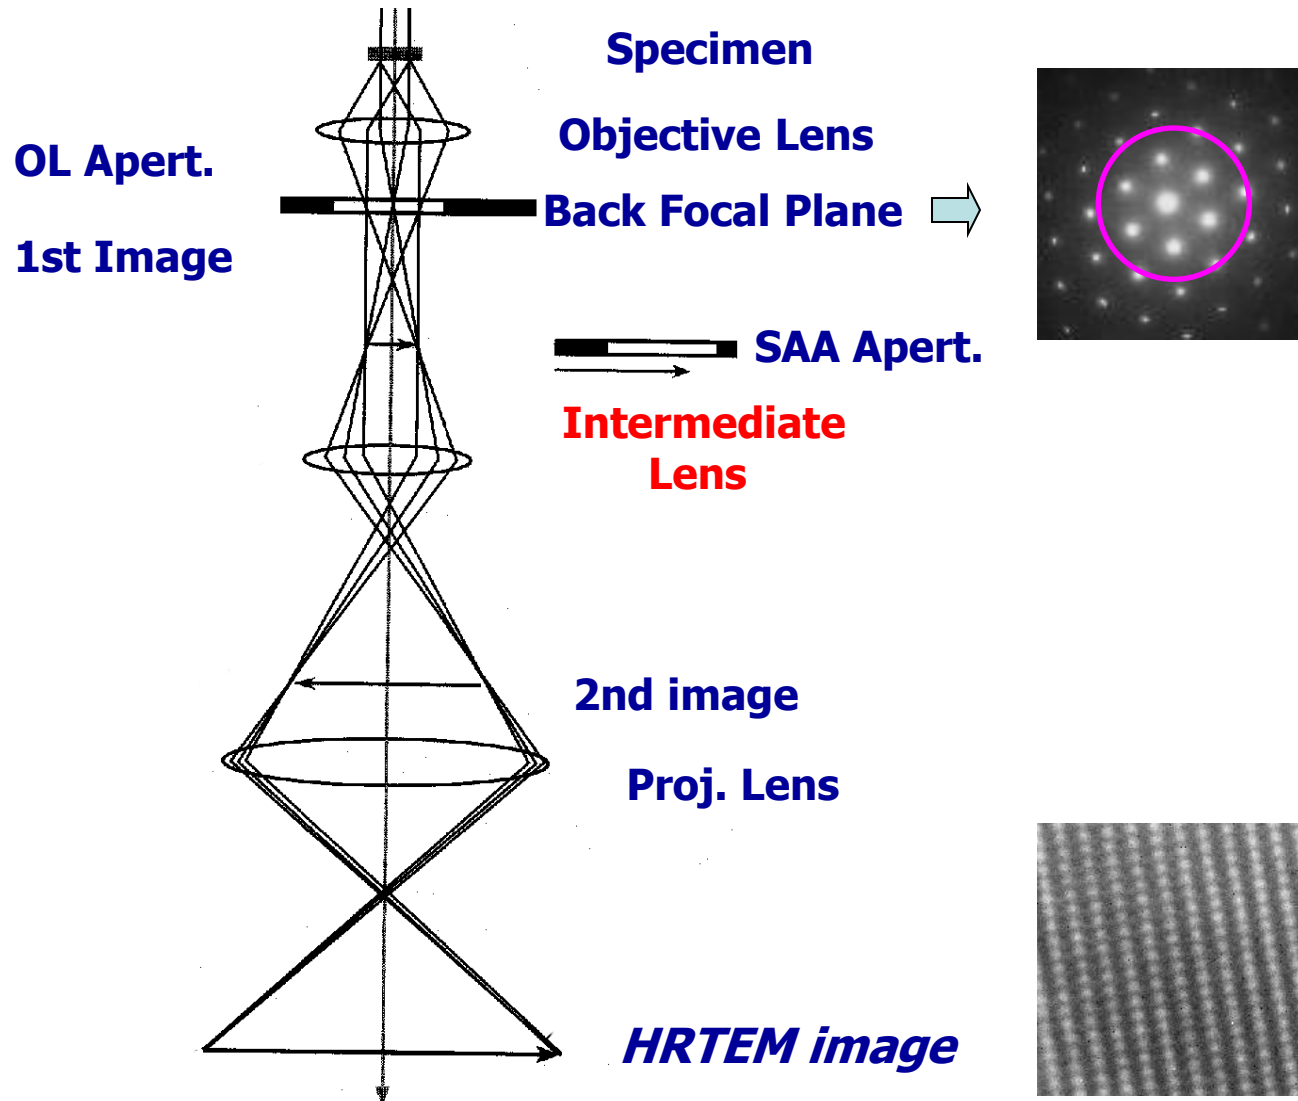 Specimen
Objective Lens
OL Apert.
Back Focal Plane
1st Image
SAA Apert.
Intermediate
Lens
2nd image
Proj. Lens
HRTEM image